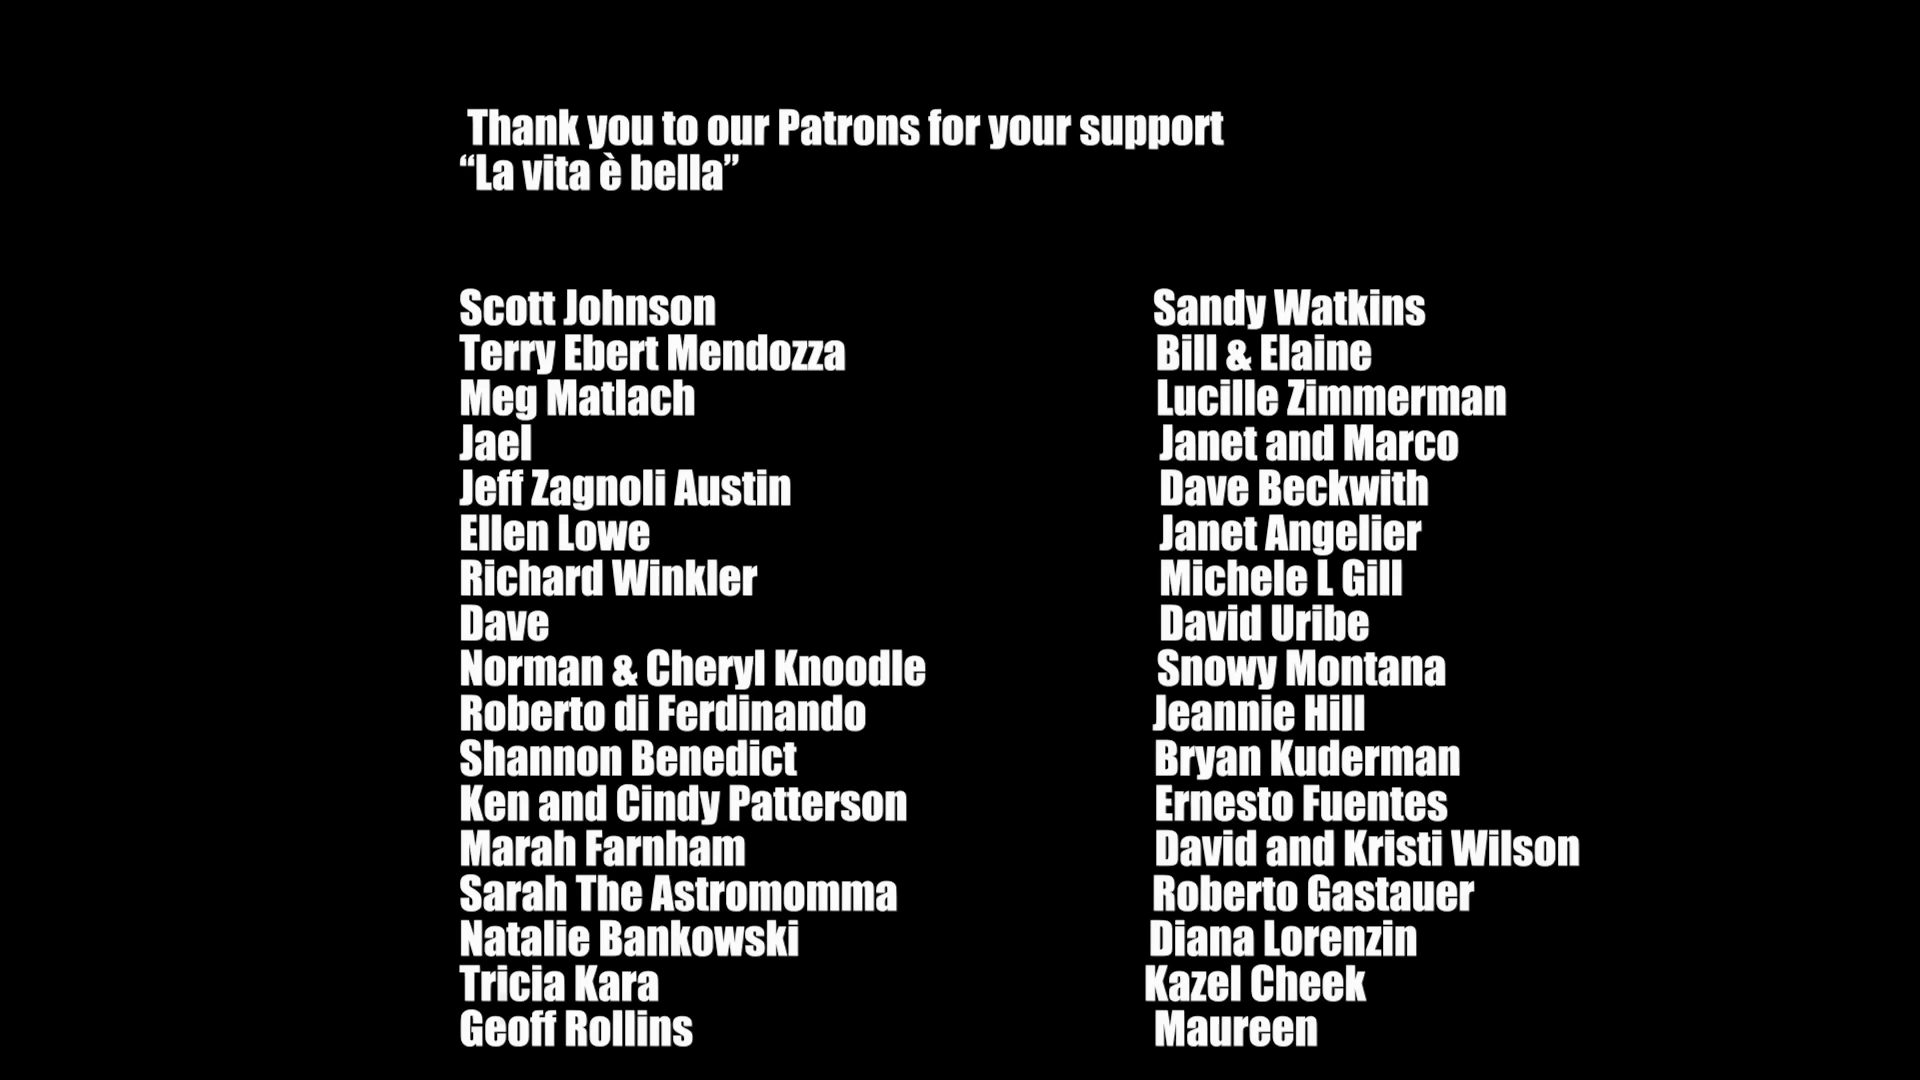 Thank you to our Patrons for your support
“La vita è bella”
Scott Johnson
Terry Ebert Mendozza
Meg Matlach
Jael
Jeff Zagnoli Austin
Ellen Lowe
Richard Winkler
Dave
Norman & Cheryl Knoodle
Roberto di Ferdinando
Shannon Benedict
Ken and Cindy Patterson
Marah Farnham
Sarah The Astromomma
Natalie Bankowski
Tricia Kara
Geoff Rollins
Sandy Watkins
Bill & Elaine
Lucille Zimmerman
Janet and Marco
Dave Beckwith
Janet Angelier
Michele L Gill
David Uribe
Snowy Montana
Jeannie Hill
Bryan Kuderman
Ernesto Fuentes
David and Kristi Wilson
Roberto Gastauer
Diana Lorenzin
Kazel Cheek
Maureen